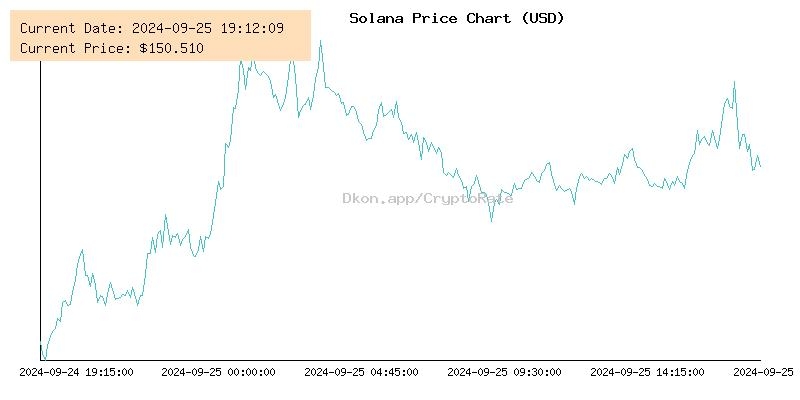 Solana Price Chart (USD)
Current Date: 2024-09-25 19:12:09
Current Price: $150.510
Dkon.app/CryptoRate
2024-09-24 19:15:00
2024-09-25 00:00:00
2024-09-25 04:45:00
2024-09-25 09:30:00
2024-09-25 14:15:00
2024-09-25